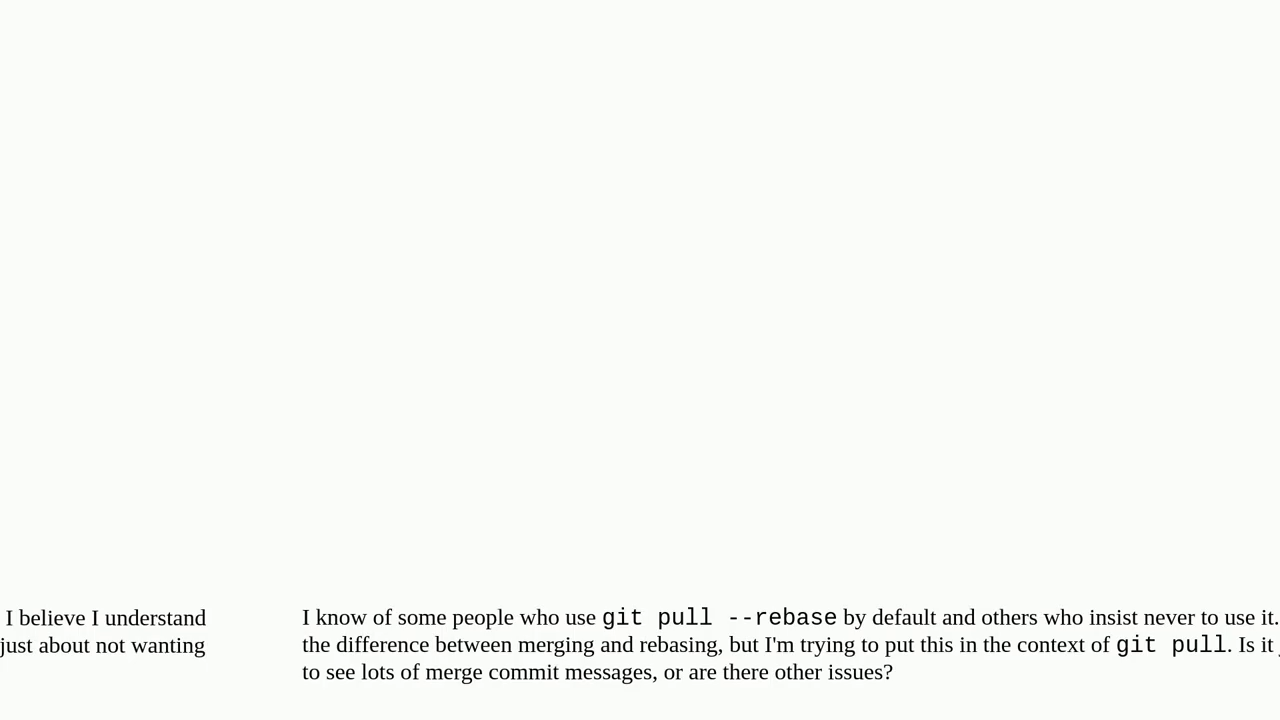 I know of some people who use git pull --rebase by default and others who insist never to use it. I believe I understand
the difference between merging and rebasing, but I'm trying to put this in the context of git pull. Is it just about not wanting
to see lots of merge commit messages, or are there other issues?